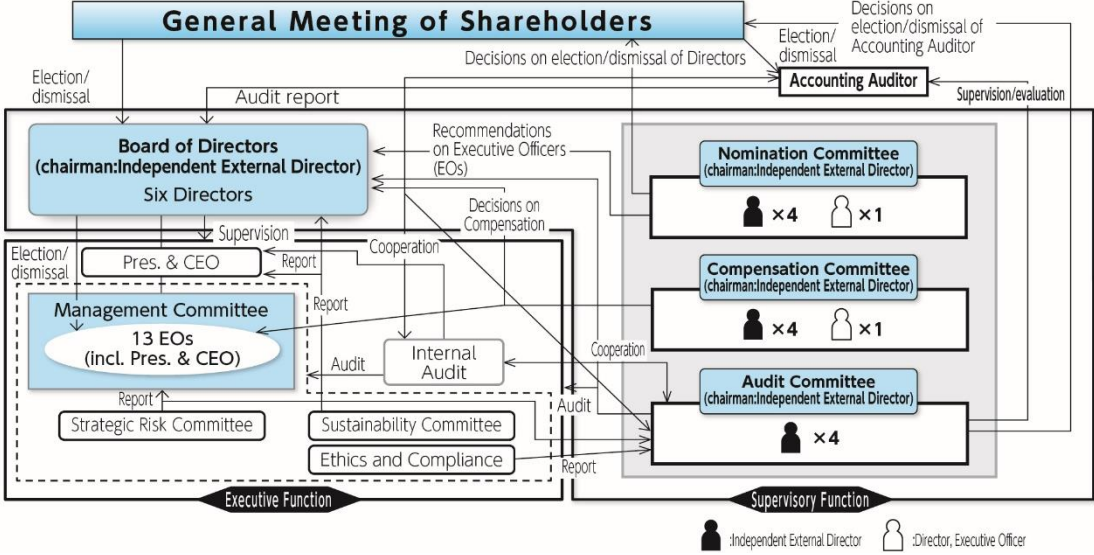 General Meeting of Shareholders
Decisions on
election/dismissal of
Accounting Auditor
Election/
dismissal
Decisions on election/dismissal of Directors
Election/
dismissal
Accounting Auditor
Supervision/evaluation
Audit report
Board of Directors
(chairman:Independent External Director)
Six Directors
Recommendations
on Executive Officers
(EOs)
Nomination Committee
(chairman:Independent External Director)
×4 ×1
Decisions on
Compensation
Supervision
Cooperation
Election/
dismissal
Pres. & CEO
Report
Report
Compensation Committee
(chairman:Independent External Director)
×4 ×1
Management Committee
13 EOs
(incl. Pres. & CEO)
Internal
Audit
Audit
Cooperation
Audit Committee
(chairman:Independent External Director)
×4
Report
Audit
Strategic Risk Committee
Sustainability Committee
Ethics and Compliance
Report
Executive Function
Supervisory Function
:Independent External Director
:Director, Executive Officer